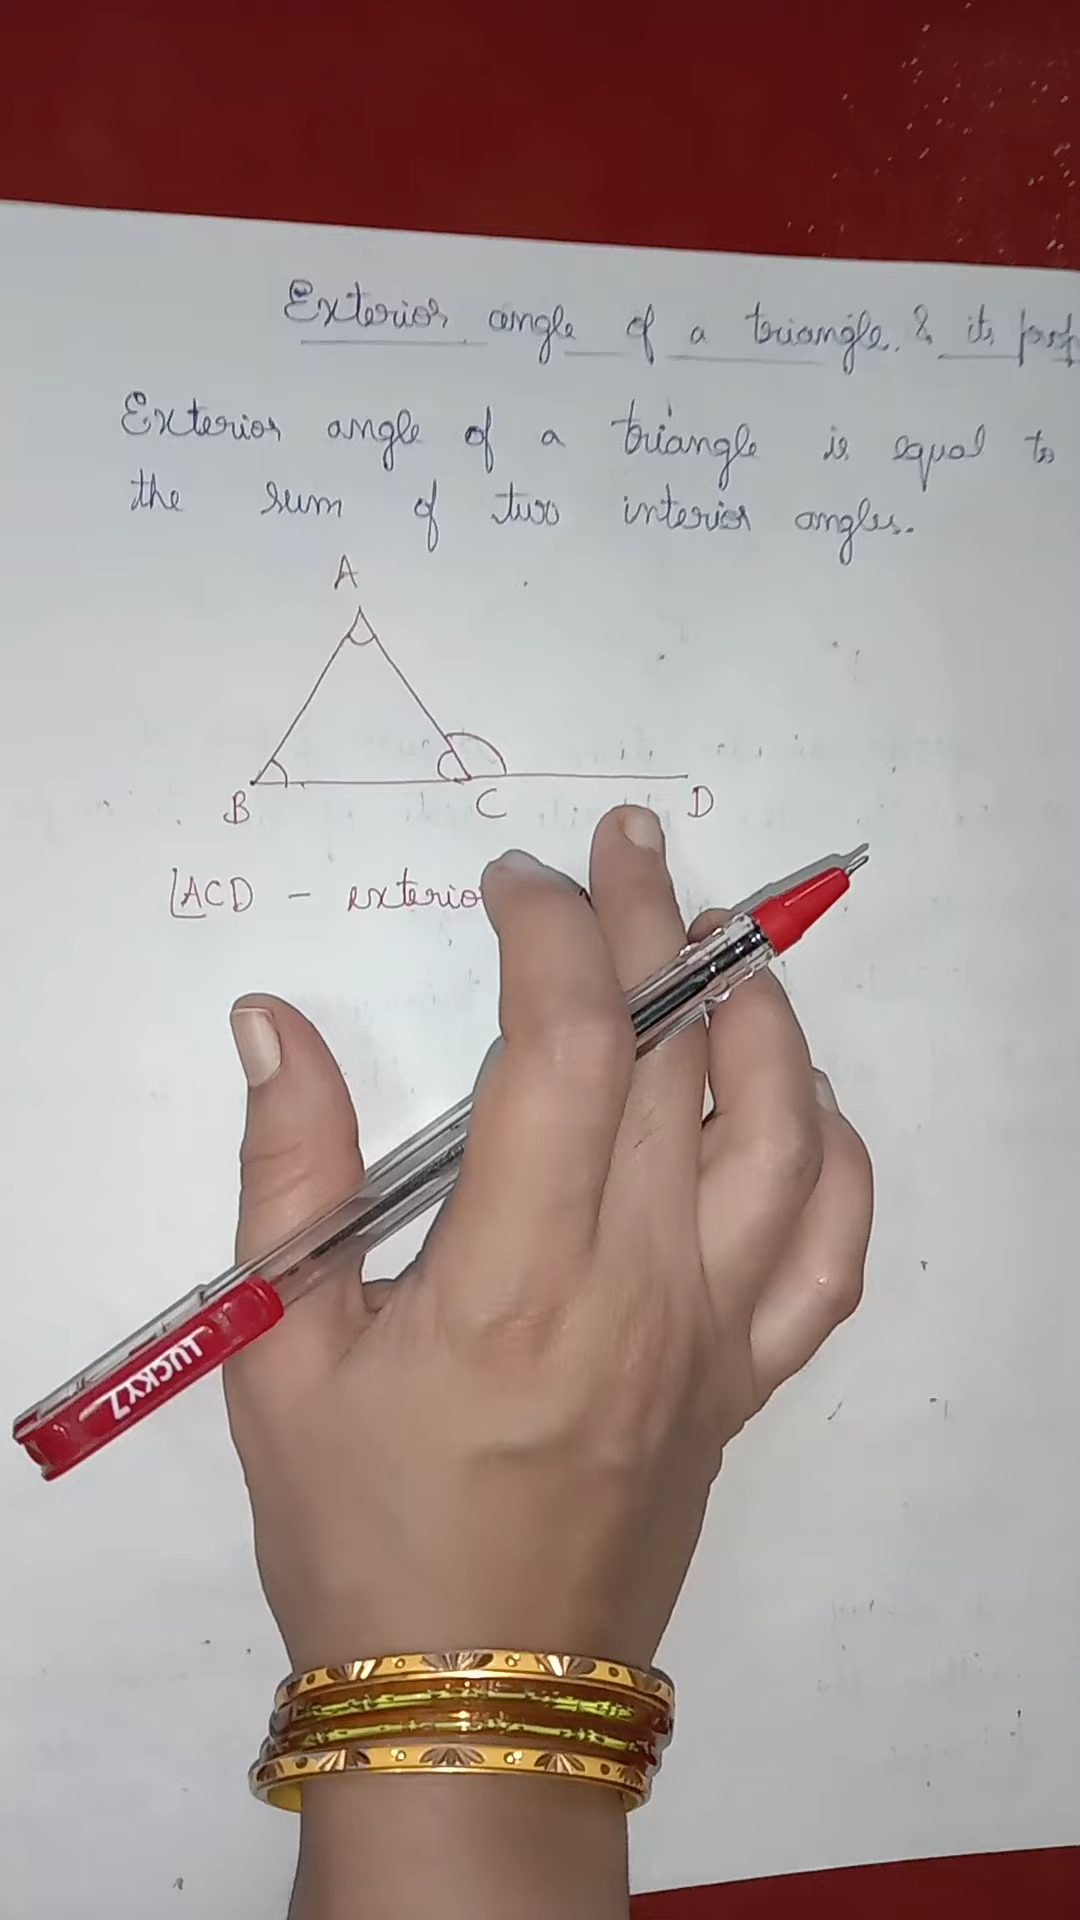 Exterior angle of a triangle. & its
Exterior angle of a triangle is equal to
the sum of two interior angles.
A
B C D
∠ACD - exterio
LUCKY7